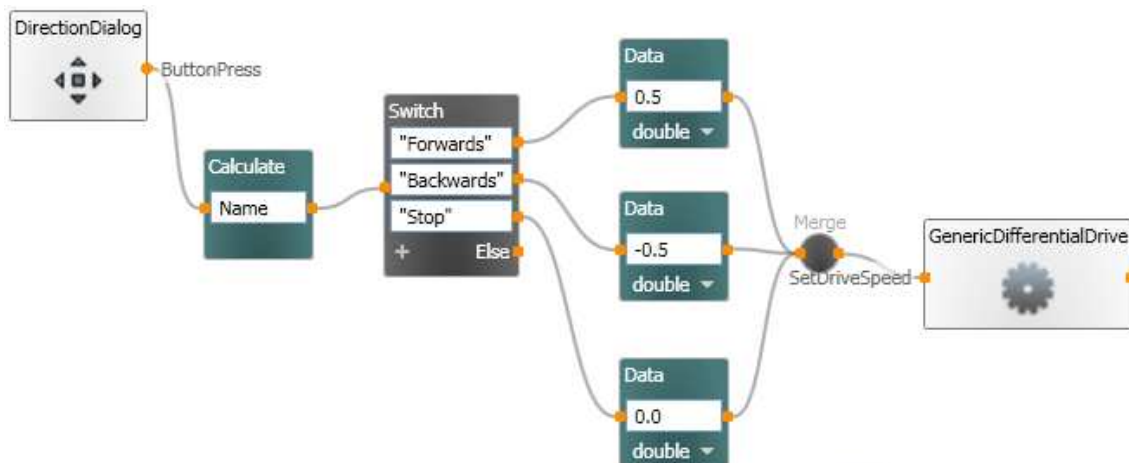 DirectionDialog
ButtonPress
Calculate
Name
Switch
"Forwards"
"Backwards"
"Stop"
+ Else
Data
0.5
double
Data
-0.5
double
Data
0.0
double
Merge
SetDriveSpeed
GenericDifferentialDrive